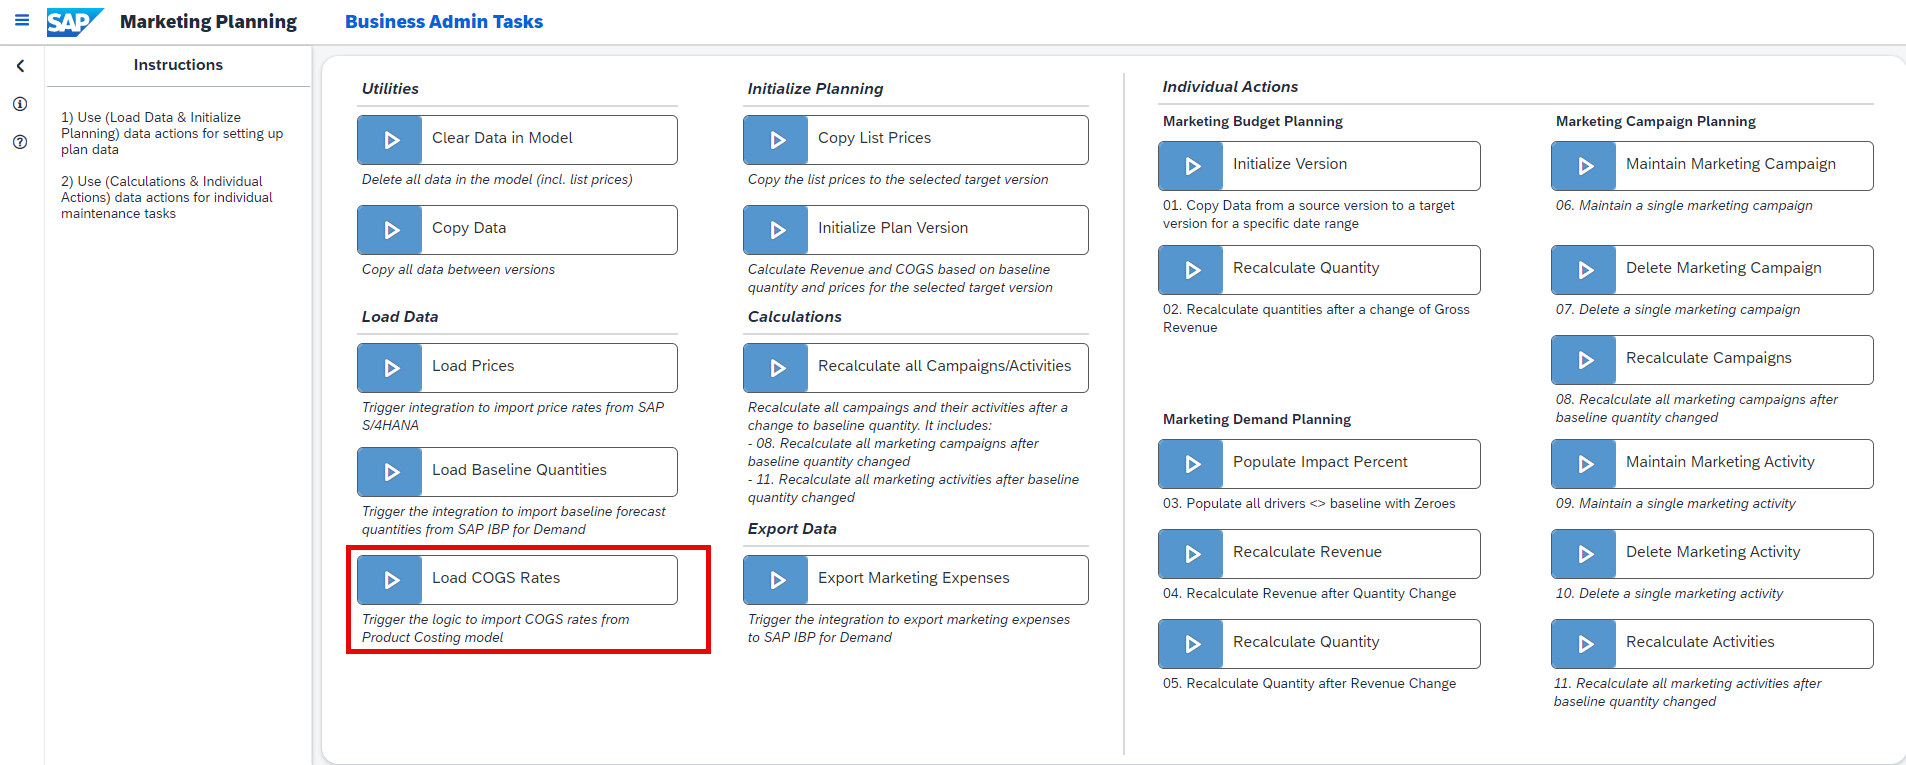 SAP Marketing Planning Business Admin Tasks
Instructions
1) Use (Load Data & Initialize
Planning) data actions for setting up
plan data
2) Use (Calculations & Individual
Actions) data actions for individual
maintenance tasks
Utilities
Clear Data in Model
Delete all data in the model (incl. list prices)
Copy Data
Copy all data between versions
Load Data
Load Prices
Trigger integration to import price rates from SAP
S/4HANA
Load Baseline Quantities
Trigger the integration to import baseline forecast
quantities from SAP IBP for Demand
Load COGS Rates
Trigger the logic to import COGS rates from
Product Costing model
Initialize Planning
Copy List Prices
Copy the list prices to the selected target version
Initialize Plan Version
Calculate Revenue and COGS based on baseline
quantity and prices for the selected target version
Calculations
Recalculate all Campaigns/Activities
Recalculate all campaings and their activities after a
change to baseline quantity. It includes:
- 08. Recalculate all marketing campaigns after
baseline quantity changed
- 11. Recalculate all marketing activities after baseline
quantity changed
Export Data
Export Marketing Expenses
Trigger the integration to export marketing expenses
to SAP IBP for Demand
Individual Actions
Marketing Budget Planning
Initialize Version
01. Copy Data from a source version to a target
version for a specific date range
Recalculate Quantity
02. Recalculate quantities after a change of Gross
Revenue
Marketing Demand Planning
Populate Impact Percent
03. Populate all drivers <> baseline with Zeroes
Recalculate Revenue
04. Recalculate Revenue after Quantity Change
Recalculate Quantity
05. Recalculate Quantity after Revenue Change
Marketing Campaign Planning
Maintain Marketing Campaign
06. Maintain a single marketing campaign
Delete Marketing Campaign
07. Delete a single marketing campaign
Recalculate Campaigns
08. Recalculate all marketing campaigns after
baseline quantity changed
Maintain Marketing Activity
09. Maintain a single marketing activity
Delete Marketing Activity
10. Delete a single marketing activity
Recalculate Activities
11. Recalculate all marketing activities after
baseline quantity changed